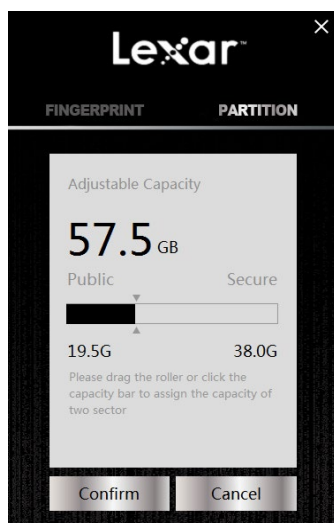 Lexar™
FINGERPRINT PARTITION
Adjustable Capacity
57.5 GB
Public Secure
19.5G 38.0G
Please drag the roller or click the
capacity bar to assign the capacity of
two sector
Confirm Cancel